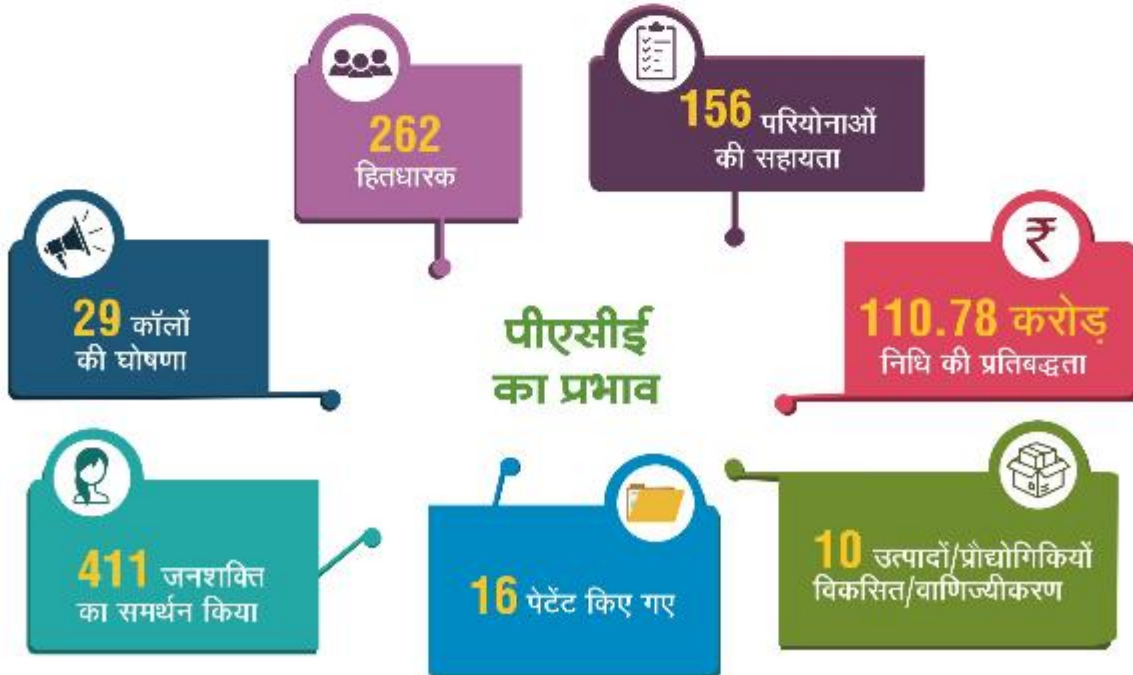 262
हितधारक
156 परियोनाओं
की सहायता
29 कॉलों
की घोषणा
₹
110.78 करोड़
निधि की प्रतिबद्धता
पीएसीई
का प्रभाव
411 जनशक्ति
का समर्थन किया
16 पेटेंट किए गए
10 उत्पादों/प्रौद्योगिकियों
विकसित/वाणिज्यीकरण